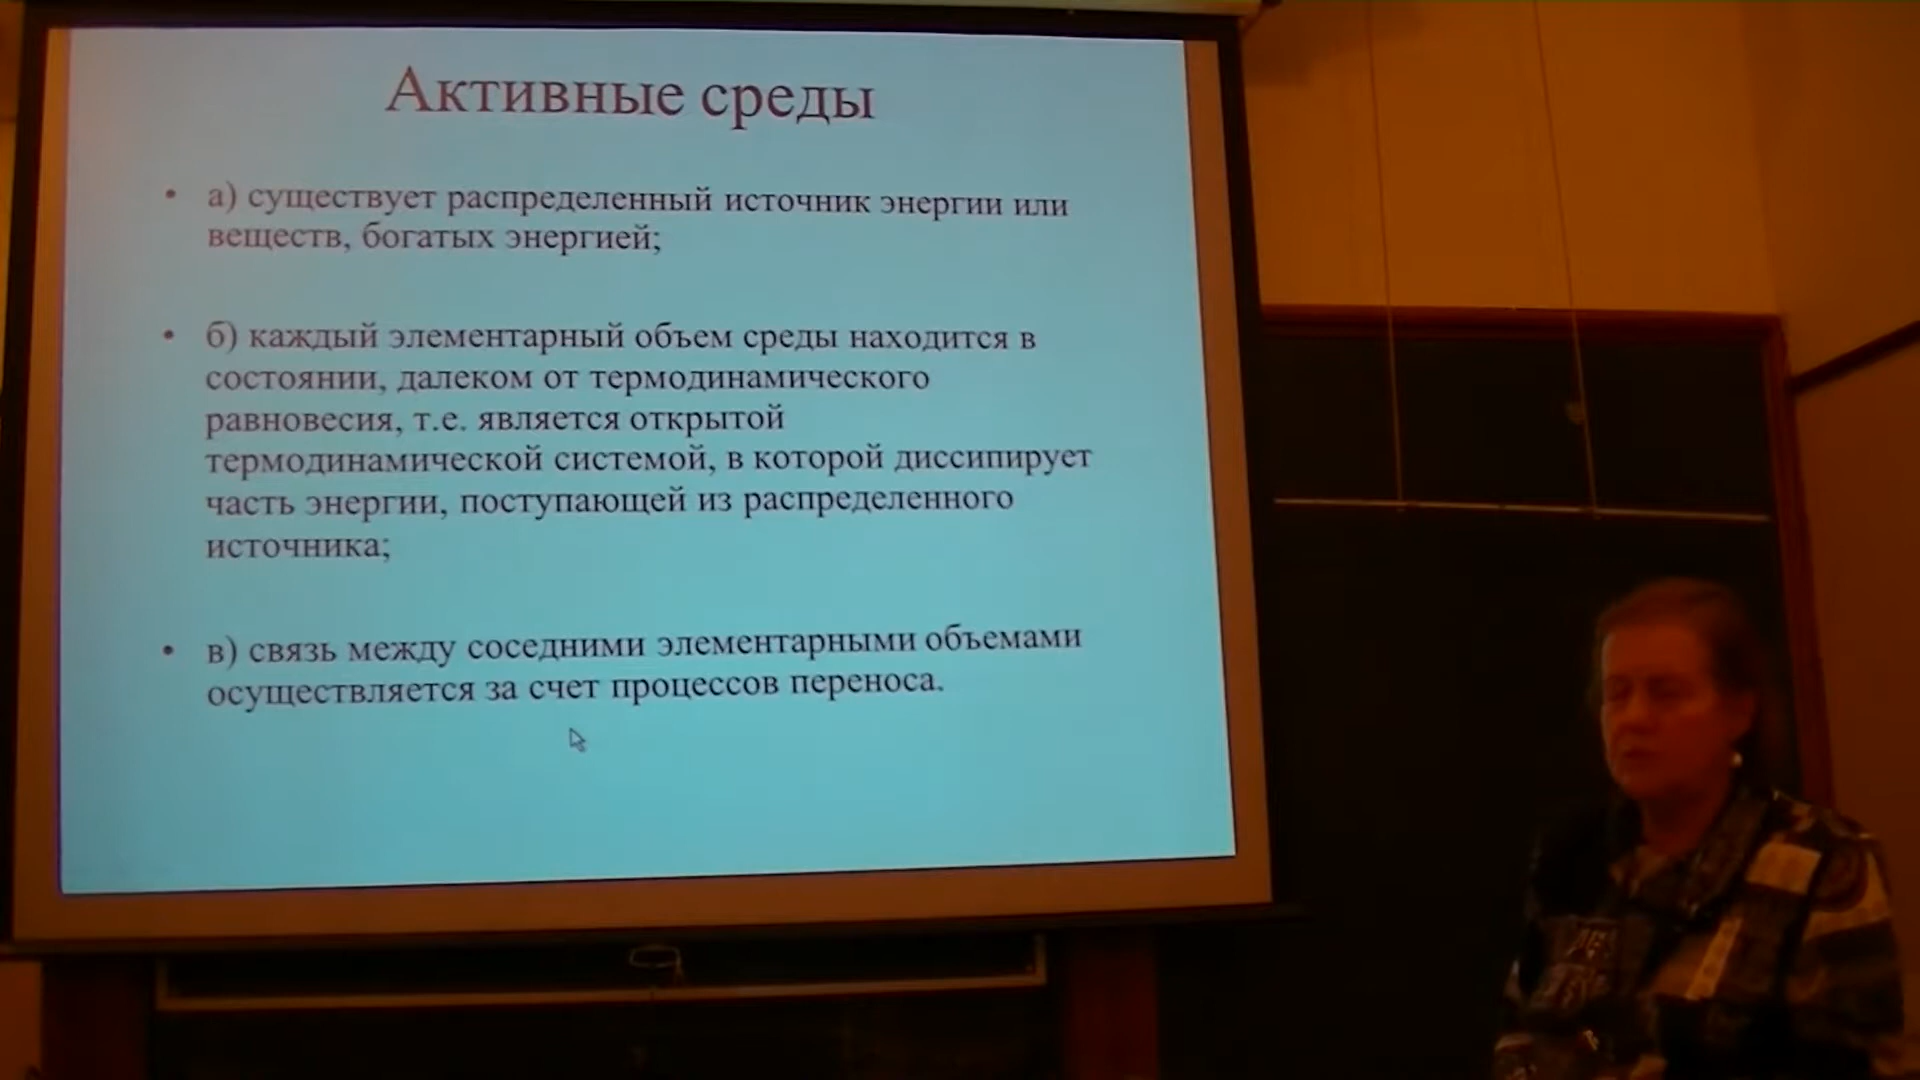 Активные среды
• а) существует распределенный источник энергии или
веществ, богатых энергией;
• б) каждый элементарный объем среды находится в
состоянии, далеком от термодинамического
равновесия, т.е. является открытой
термодинамической системой, в которой диссипирует
часть энергии, поступающей из распределенного
источника;
• в) связь между соседними элементарными объемами
осуществляется за счет процессов переноса.